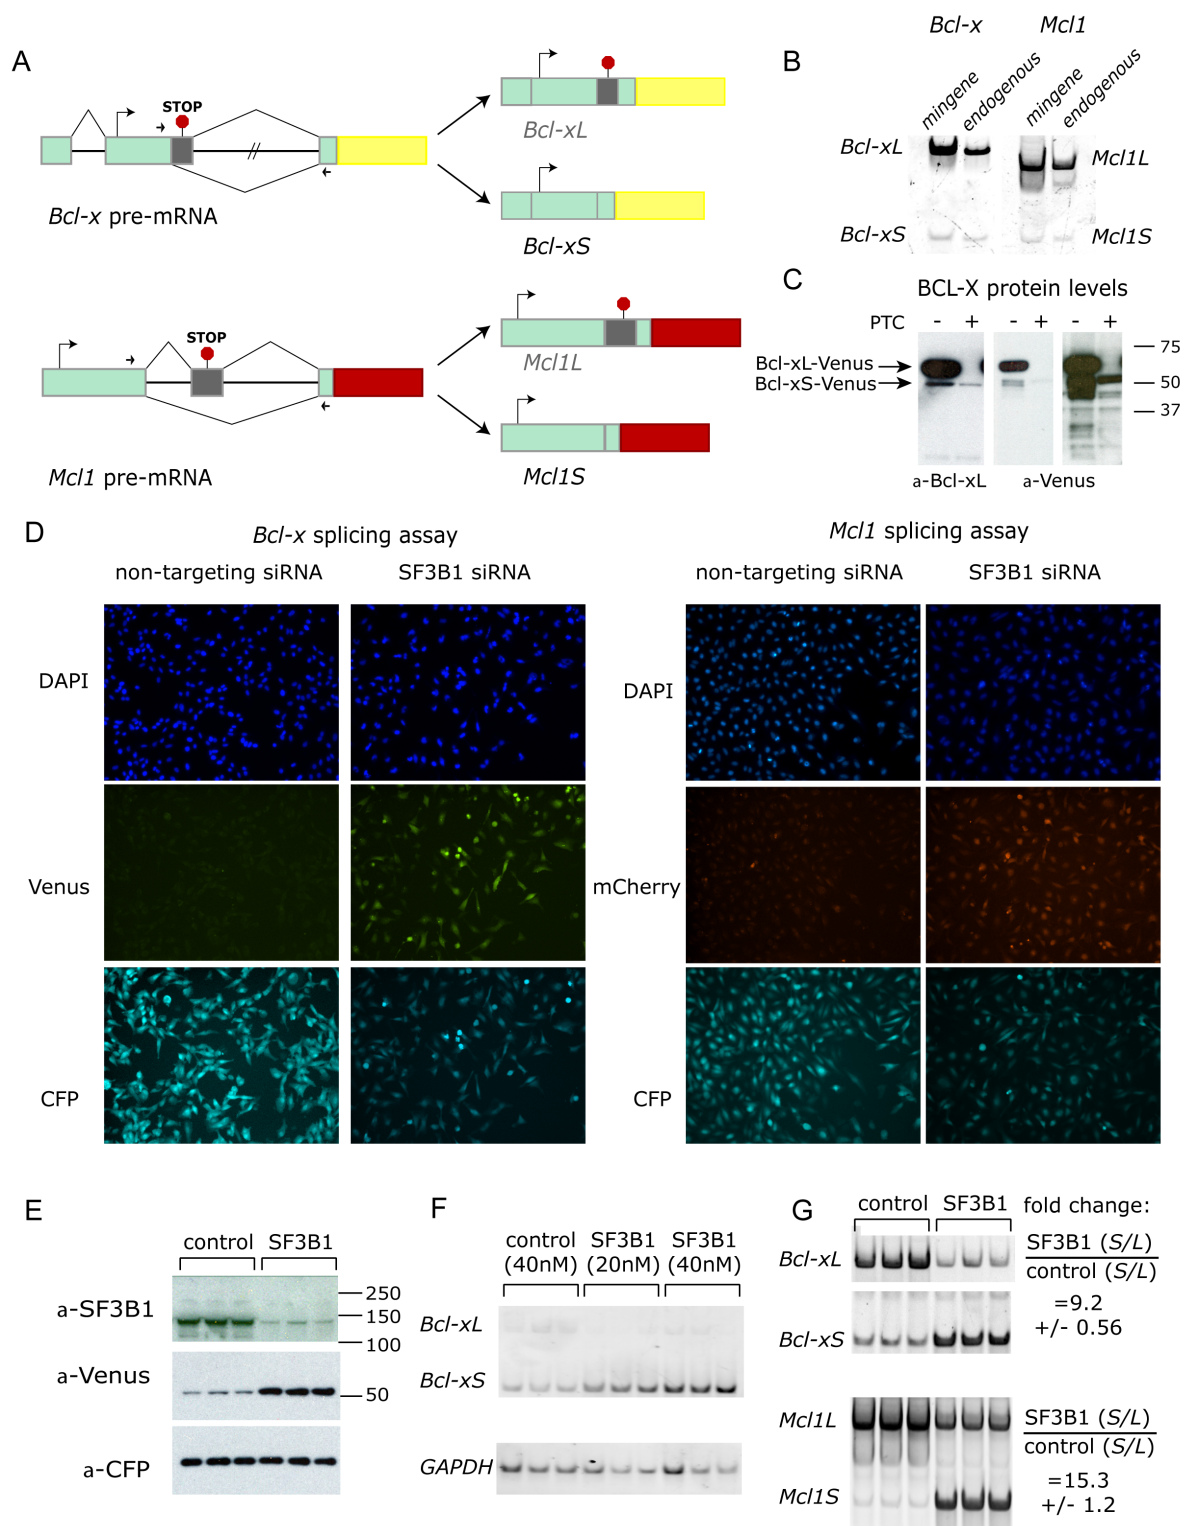 A
STOP
Bcl-x pre-mRNA
Bcl-xL
Bcl-xS
STOP
Mcl1 pre-mRNA
Mcl1L
Mcl1S
B
Bcl-x
Mcl1
mingene
endogenous
mingene
endogenous
Bcl-xL
Mcl1L
Bcl-xS
Mcl1S
C
BCL-X protein levels
PTC - + - + - +
Bcl-xL-Venus
Bcl-xS-Venus
75
50
37
a-Bcl-xL
a-Venus
D
Bcl-x splicing assay
non-targeting siRNA
SF3B1 siRNA
DAPI
Venus
CFP
Mcl1 splicing assay
non-targeting siRNA
SF3B1 siRNA
DAPI
mCherry
CFP
E
control
SF3B1
a-SF3B1
250
150
100
a-Venus
50
a-CFP
F
control
(40nM)
SF3B1
(20nM)
SF3B1
(40nM)
Bcl-xL
Bcl-xS
GAPDH
G
control
SF3B1
fold change:
Bcl-xL
SF3B1 (S/L)
control (S/L)
=9.2
+/- 0.56
Bcl-xS
Mcl1L
SF3B1 (S/L)
control (S/L)
=15.3
+/- 1.2
Mcl1S